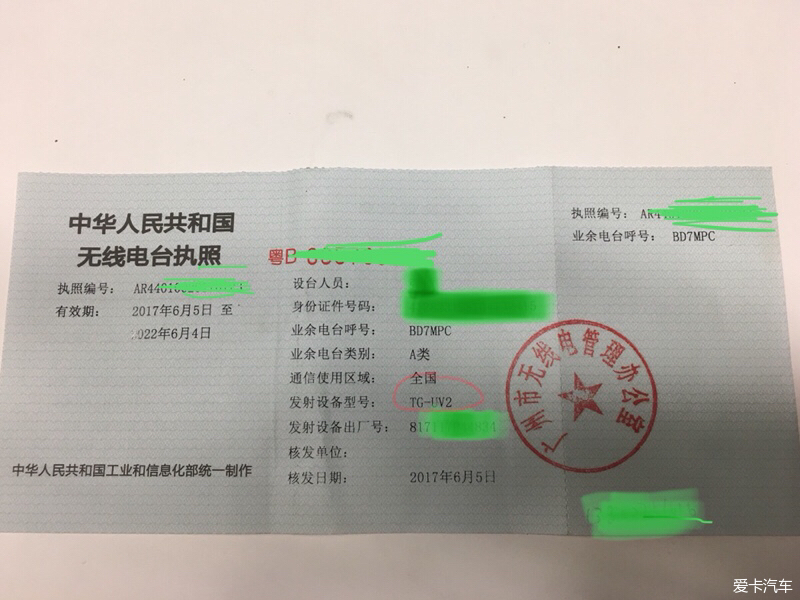 中华人民共和国
无线电台执照
执照编号：
有效期： 2017年6月5日 至
2022年6月4日
中华人民共和国工业和信息化部统一制作
粤B
设台人员：
身份证件号码：
业余电台呼号： BD7MPC
业余电台类别： A类
通信使用区域： 全国
发射设备型号： TG-UV2
发射设备出厂号：
核发单位：
核发日期： 2017年6月5日
执照编号：
业余电台呼号： BD7MPC
广州市无线电管理办公室
爱卡汽车